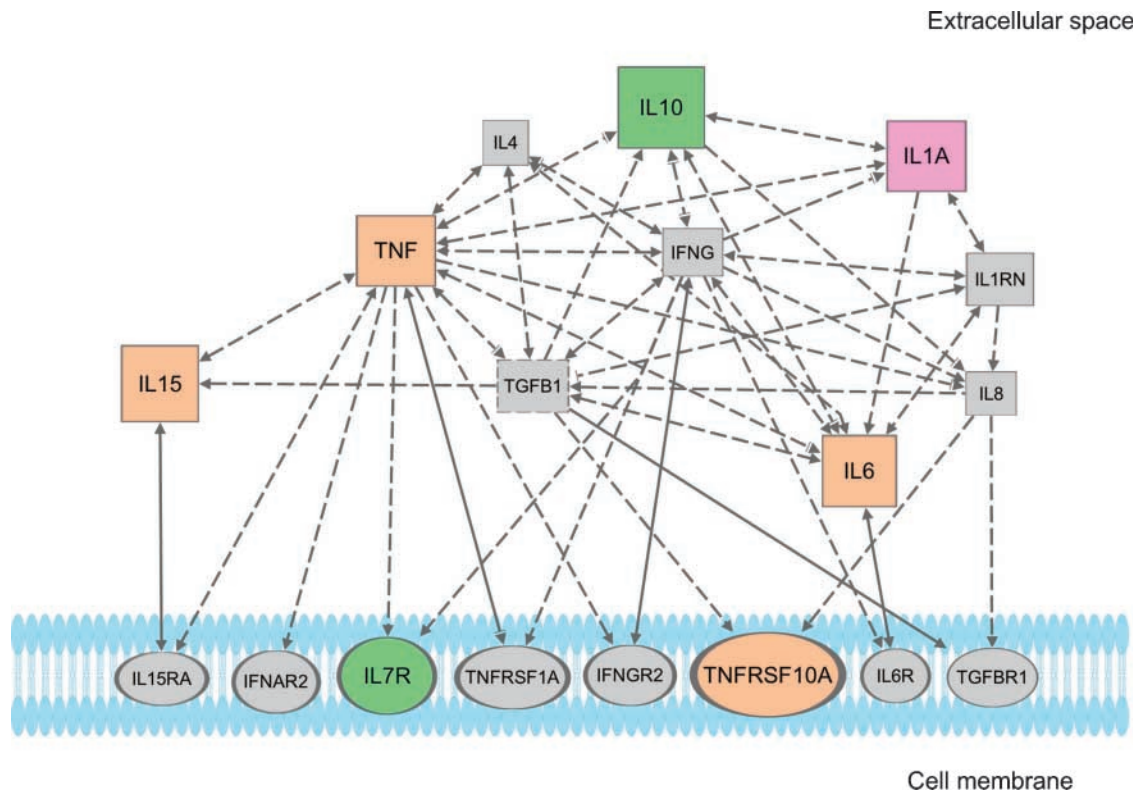 Extracellular space
IL10
IL4
IL1A
TNF
IFNG
IL1RN
IL15
TGFB1
IL8
IL6
IL15RA
IFNAR2
IL7R
TNFRSF1A
IFNGR2
TNFRSF10A
IL6R
TGFBR1
Cell membrane